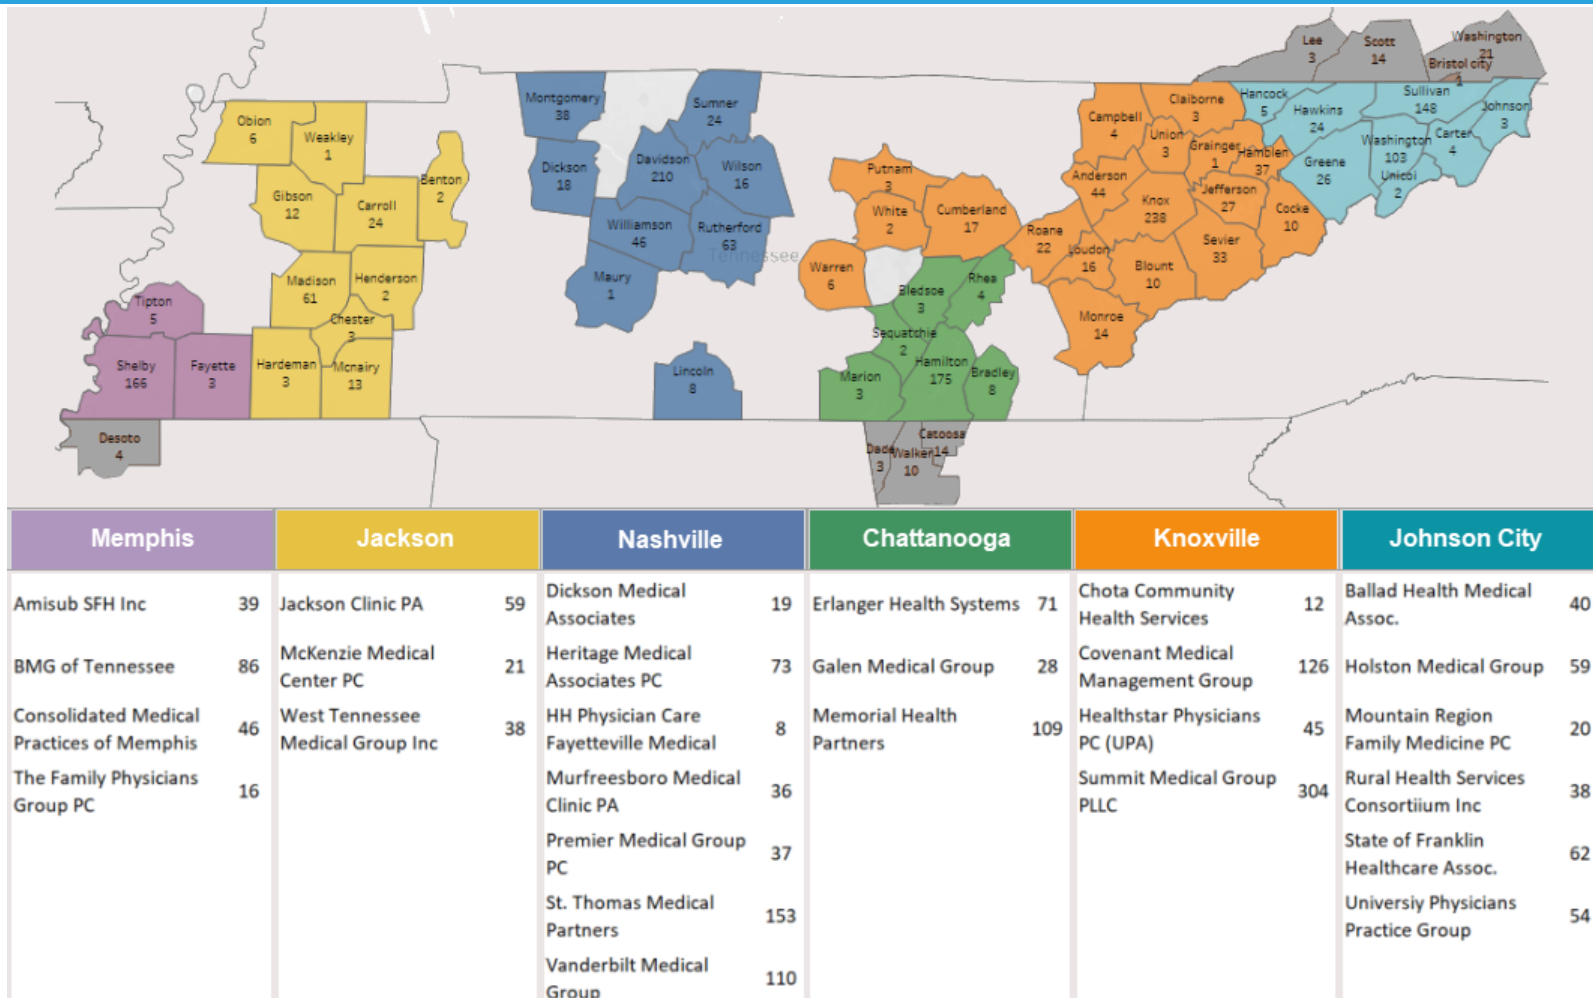 Lee
3
Scott
14
Washington
21
Bristol city
1
Obion
6
Weakley
1
Benton
2
Gibson
12
Carroll
24
Madison
61
Henderson
2
Chester
3
Hardeman
3
Mcnairy
13
Tipton
5
Shelby
166
Fayette
3
Desoto
4
Montgomery
38
Sumner
24
Dickson
18
Davidson
210
Wilson
16
Williamson
46
Rutherford
63
Tennessee
Maury
1
Lincoln
8
Putnam
3
White
2
Cumberland
17
Warren
6
Bledsoe
3
Rhea
4
Sequatchie
2
Hamilton
175
Marion
3
Bradley
8
Dade
3
Walker
10
Catoosa
14
Campbell
4
Claiborne
3
Union
3
Grainger
1
Hamblen
37
Anderson
44
Knox
238
Jefferson
27
Cocke
10
Roane
22
Loudon
16
Blount
10
Sevier
33
Monroe
14
Hancock
5
Hawkins
24
Sullivan
148
Johnson
3
Greene
26
Washington
103
Carter
4
Unicoi
2
Memphis
Amisub SFH Inc 39
BMG of Tennessee 86
Consolidated Medical
Practices of Memphis 46
The Family Physicians
Group PC 16
Jackson
Jackson Clinic PA 59
McKenzie Medical
Center PC 21
West Tennessee
Medical Group Inc 38
Nashville
Dickson Medical
Associates 19
Heritage Medical
Associates PC 73
HH Physician Care
Fayetteville Medical 8
Murfreesboro Medical
Clinic PA 36
Premier Medical Group
PC 37
St. Thomas Medical
Partners 153
Vanderbilt Medical
Group 110
Chattanooga
Erlanger Health Systems 71
Galen Medical Group 28
Memorial Health
Partners 109
Knoxville
Chota Community
Health Services 12
Covenant Medical
Management Group 126
Healthstar Physicians
PC (UPA) 45
Summit Medical Group
PLLC 304
Johnson City
Ballad Health Medical
Assoc. 40
Holston Medical Group 59
Mountain Region
Family Medicine PC 20
Rural Health Services
Consortiium Inc 38
State of Franklin
Healthcare Assoc. 62
Universiy Physicians
Practice Group 54